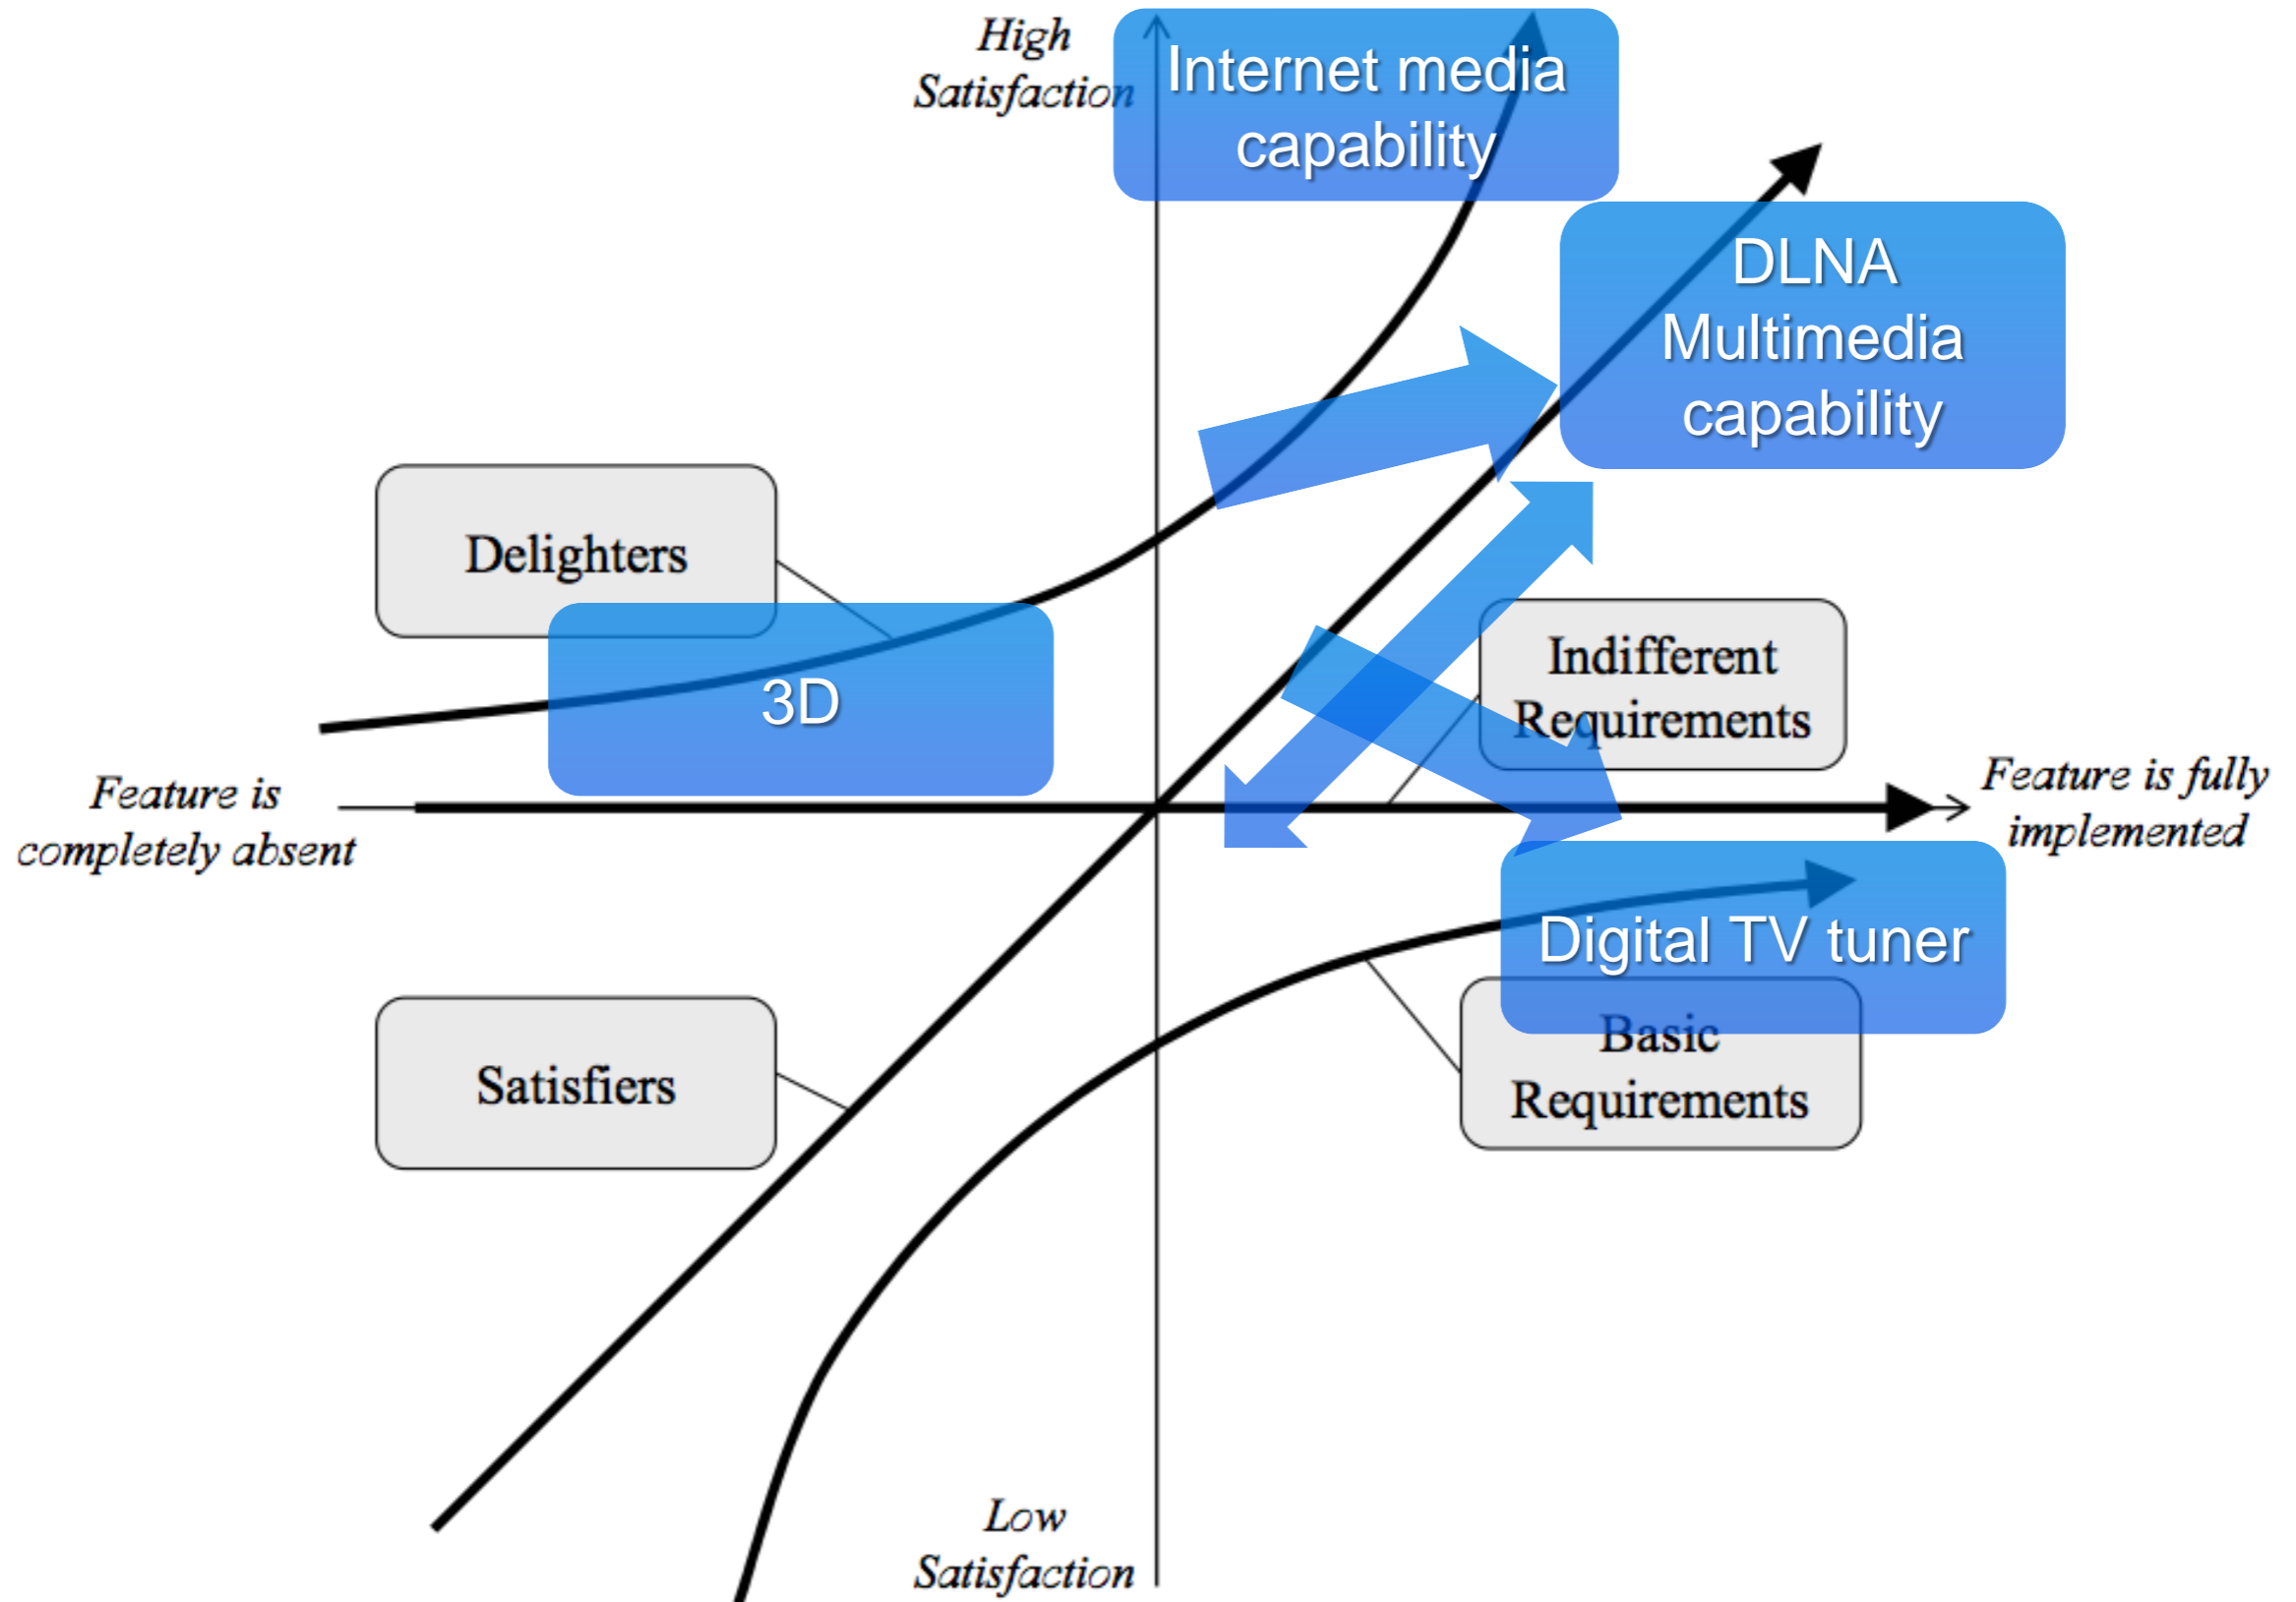 High
Satisfaction
Internet media
capability
DLNA
Multimedia
capability
Delighters
3D
Indifferent
Requirements
Feature is
completely absent
Feature is fully
implemented
Digital TV tuner
Satisfiers
Basic
Requirements
Low
Satisfaction